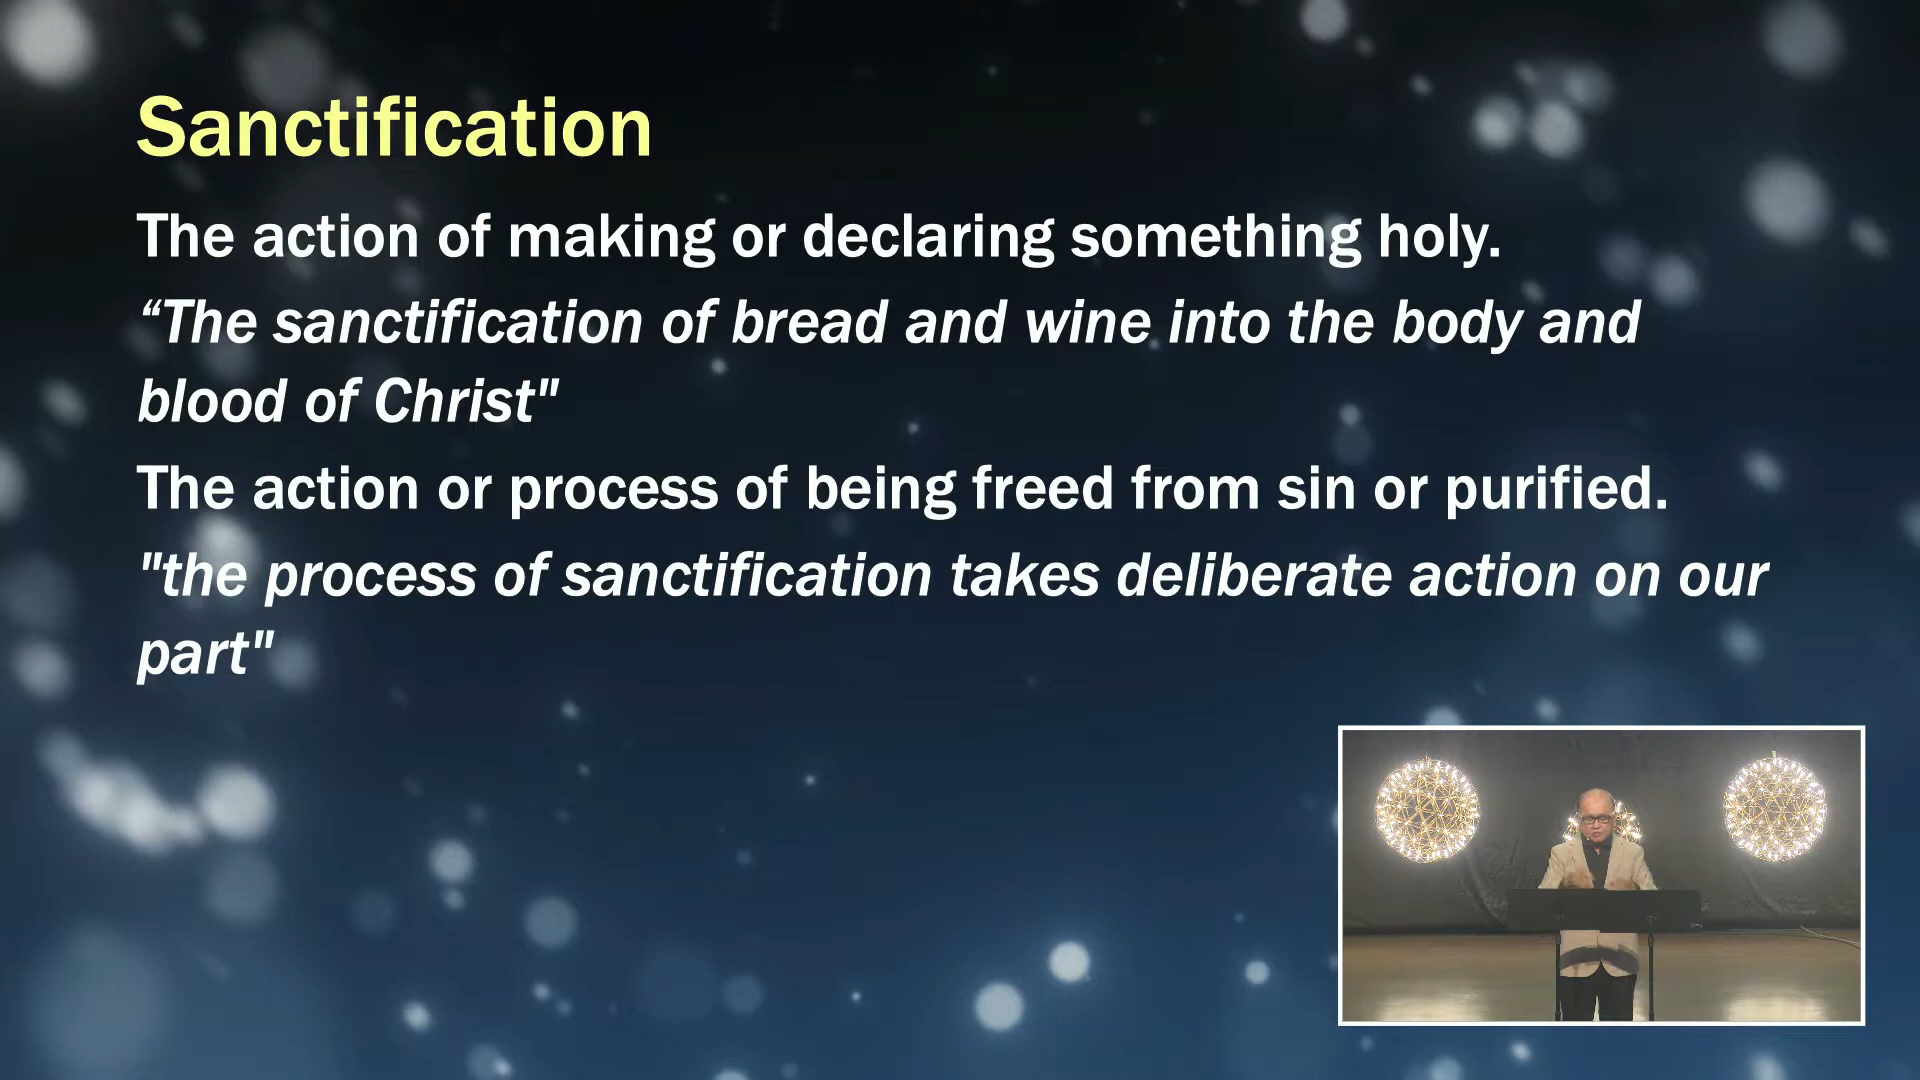 Sanctification
The action of making or declaring something holy.
“The sanctification of bread and wine into the body and
blood of Christ"
The action or process of being freed from sin or purified.
"the process of sanctification takes deliberate action on our
part"